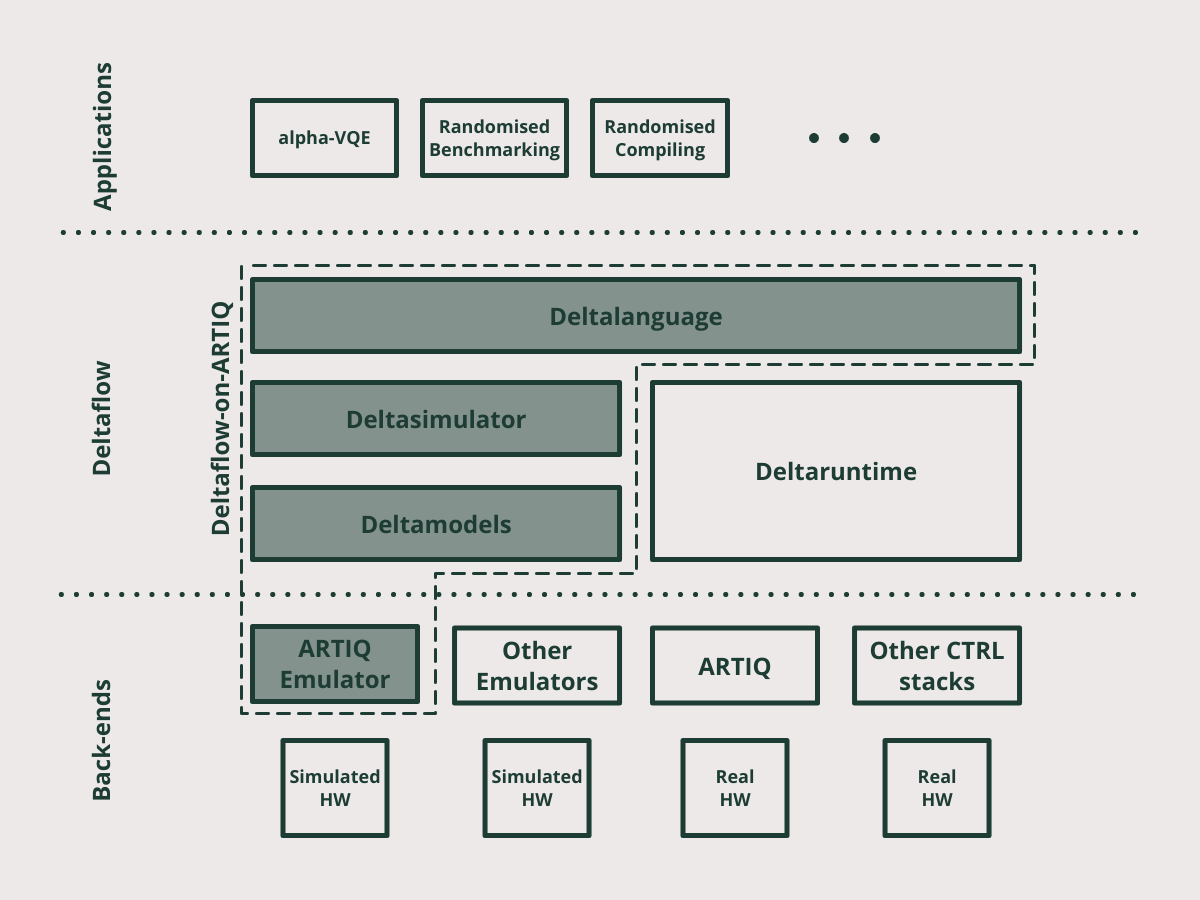 Applications
alpha-VQE
Randomised
Benchmarking
Randomised
Compiling
Deltaflow
Deltaflow-on-ARTIQ
Deltalanguage
Deltasimulator
Deltamodels
Deltaruntime
Back-ends
ARTIQ
Emulator
Other
Emulators
ARTIQ
Other CTRL
stacks
Simulated
HW
Simulated
HW
Real
HW
Real
HW